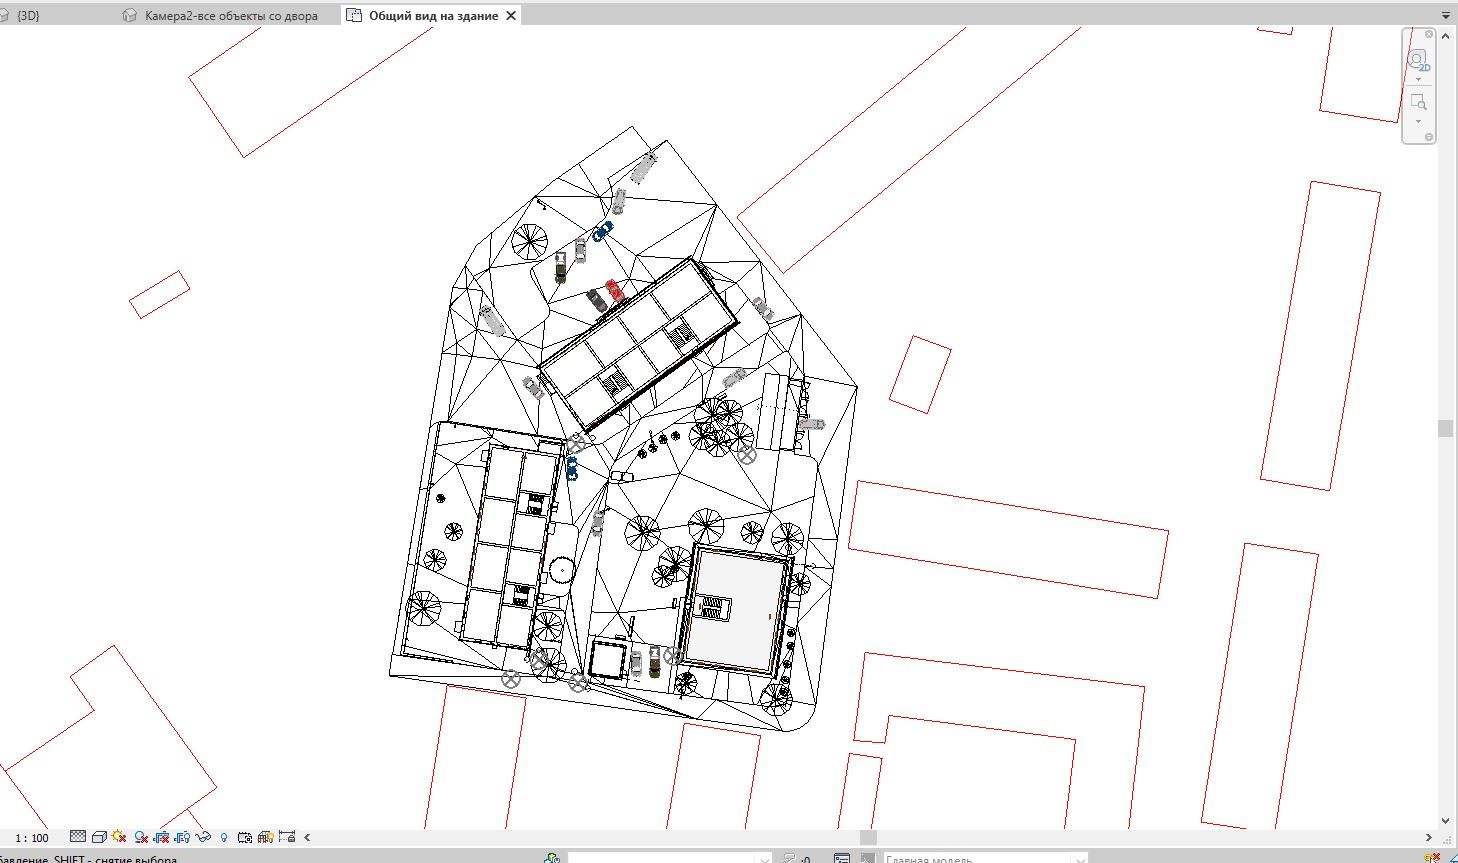 {3D}
Камера2-все объекты со двора
Общий вид на здание
2D
1 : 100
бавление, SHIFT - снятие выбора.
:0
Главная модель